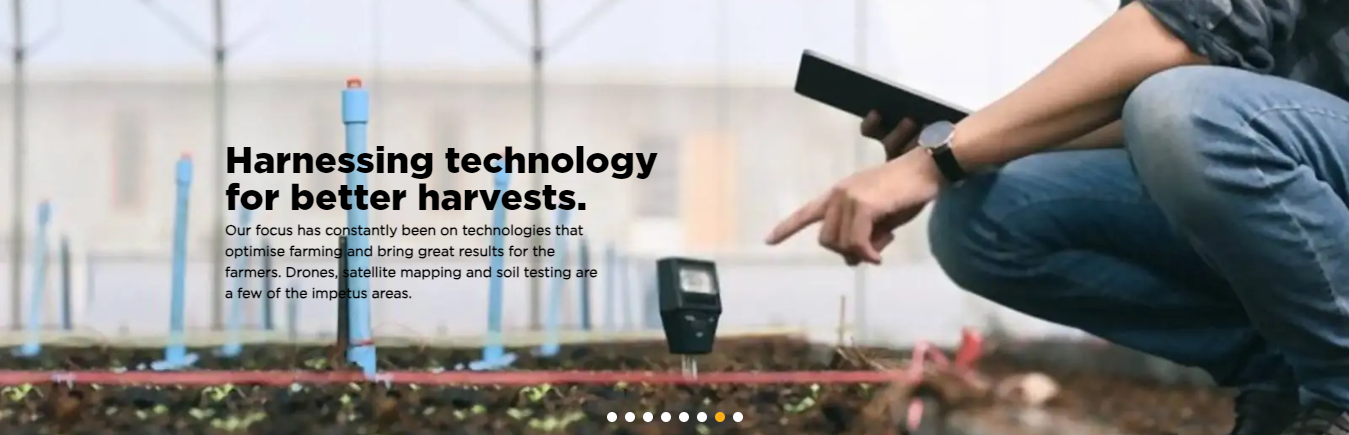 Harnessing technology
for better harvests.
Our focus has constantly been on technologies that
optimise farming and bring great results for the
farmers. Drones, satellite mapping and soil testing are
a few of the impetus areas.